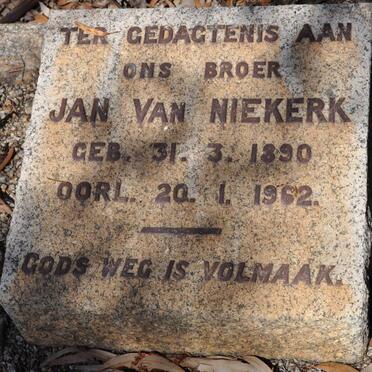 TER GEDAGTENIS AAN
ONS BROER
JAN VAN NIEKERK
GEB. 31. 3. 1890
OORL. 20. 1. 1962.
GODS WEG IS VOLMAAK.